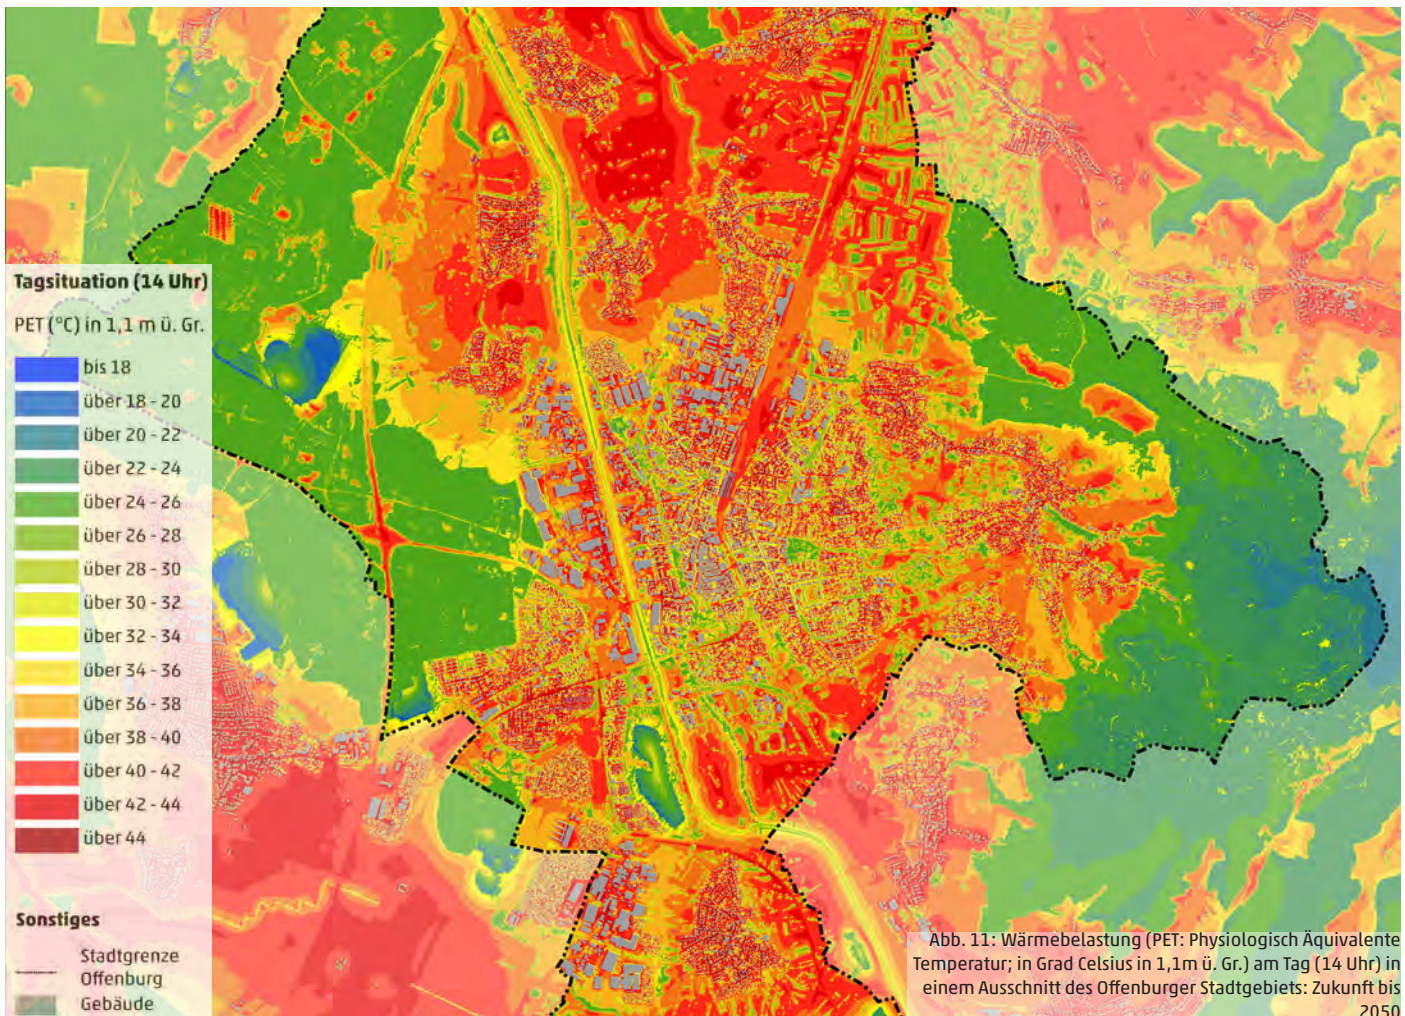 Tagsituation (14 Uhr)
PET (°C) in 1,1 m ü. Gr.
bis 18
über 18 - 20
über 20 - 22
über 22 - 24
über 24 - 26
über 26 - 28
über 28 - 30
über 30 - 32
über 32 - 34
über 34 - 36
über 36 - 38
über 38 - 40
über 40 - 42
über 42 - 44
über 44
Sonstiges
Stadtgrenze
Offenburg
Gebäude
Abb. 11: Wärmebelastung (PET: Physiologisch Äquivalente
Temperatur; in Grad Celsius in 1,1m ü. Gr.) am Tag (14 Uhr) in
einem Ausschnitt des Offenburger Stadtgebiets: Zukunft bis
2050